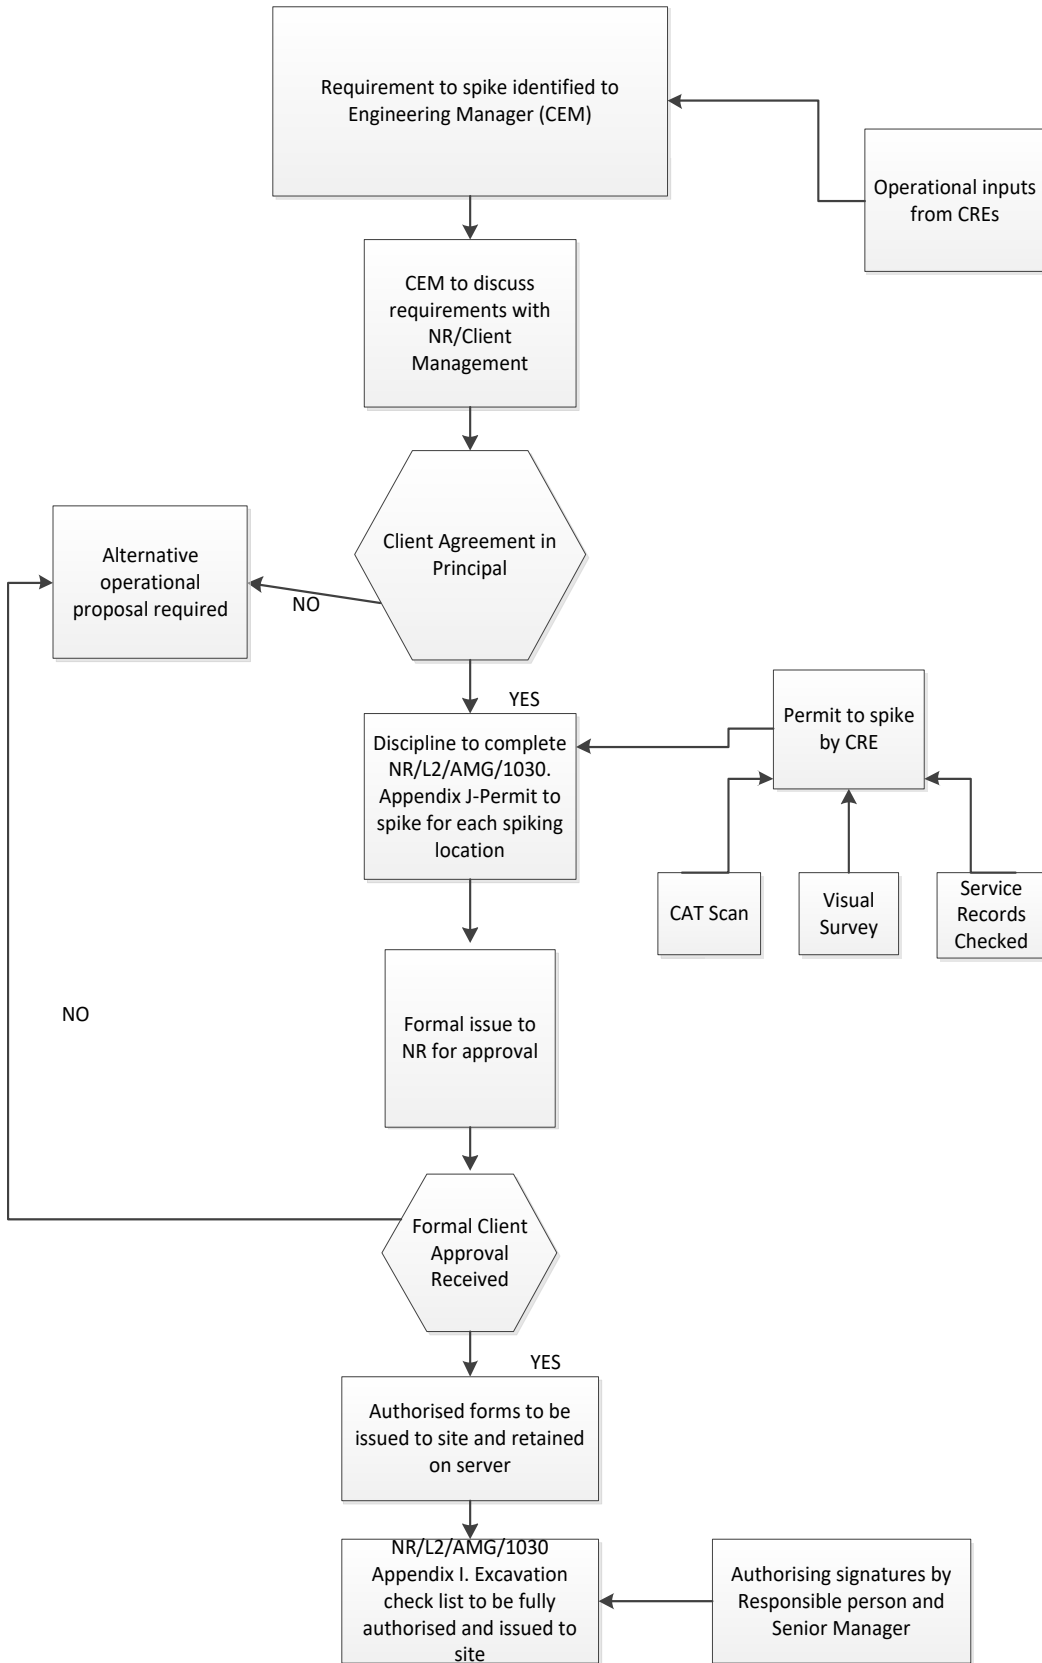 Requirement to spike identified to
Engineering Manager (CEM)
Operational inputs
from CREs
CEM to discuss
requirements with
NR/Client
Management
Client Agreement in
Principal
Alternative
operational
proposal required
NO
YES
Permit to spike
by CRE
Discipline to complete
NR/L2/AMG/1030.
Appendix J-Permit to
spike for each spiking
location
CAT Scan
Visual
Survey
Service
Records
Checked
Formal issue to
NR for approval
NO
Formal Client
Approval
Received
YES
Authorised forms to be
issued to site and retained
on server
NR/L2/AMG/1030
Appendix I. Excavation
check list to be fully
authorised and issued to
site
Authorising signatures by
Responsible person and
Senior Manager